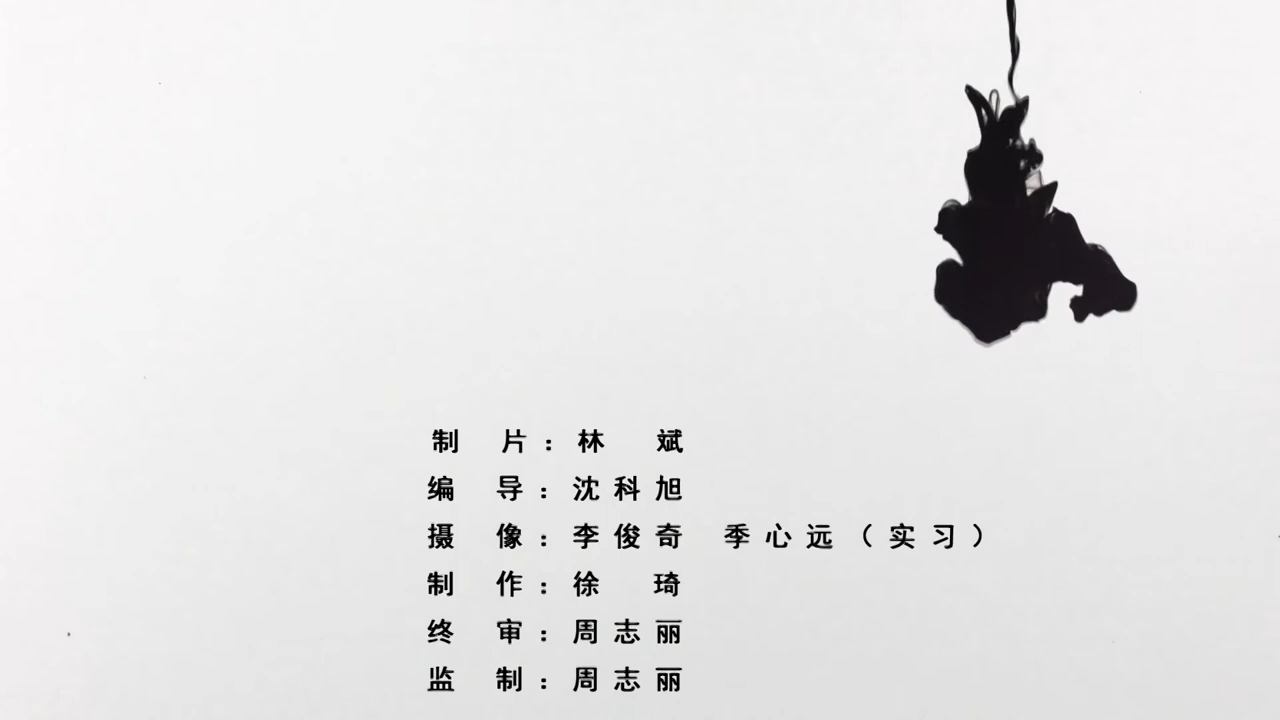 制 片：林 斌
编 导：沈科旭
摄 像：李俊奇 季心远（实习）
制 作：徐 琦
终 审：周志丽
监 制：周志丽